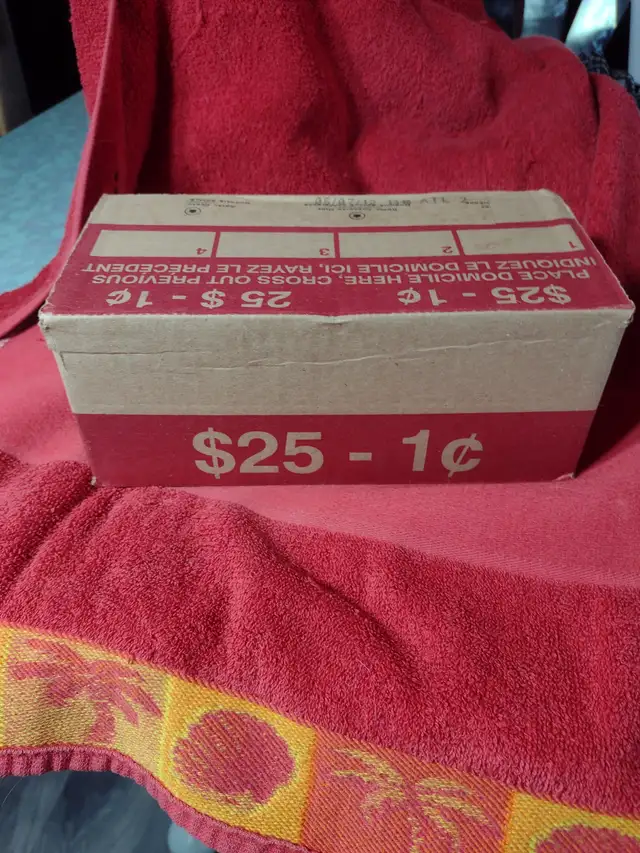 $25 - 1¢ 25 $ - 1¢
PLACE DOMICILE HERE, CROSS OUT PREVIOUS
INDIQUEZ LE DOMICILE ICI, RAYEZ LE PRÉCÉDENT
1 2 3 4
$25 - 1¢